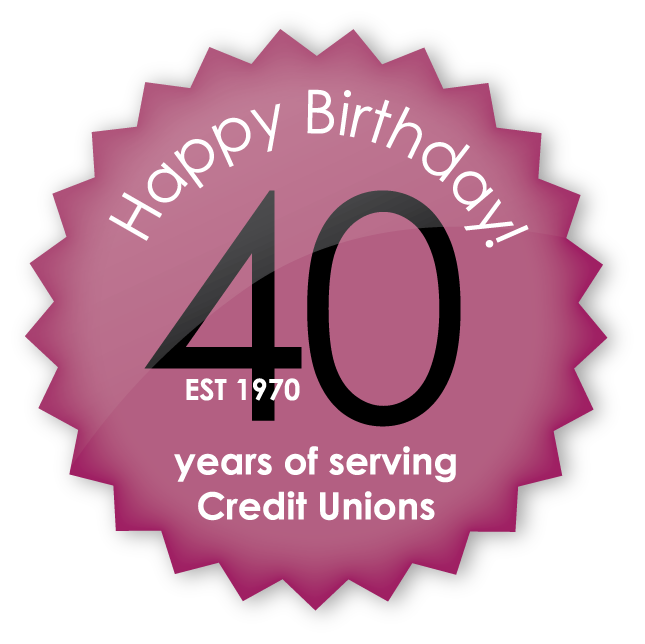 Happy Birthday!
40
EST 1970
years of serving
Credit Unions